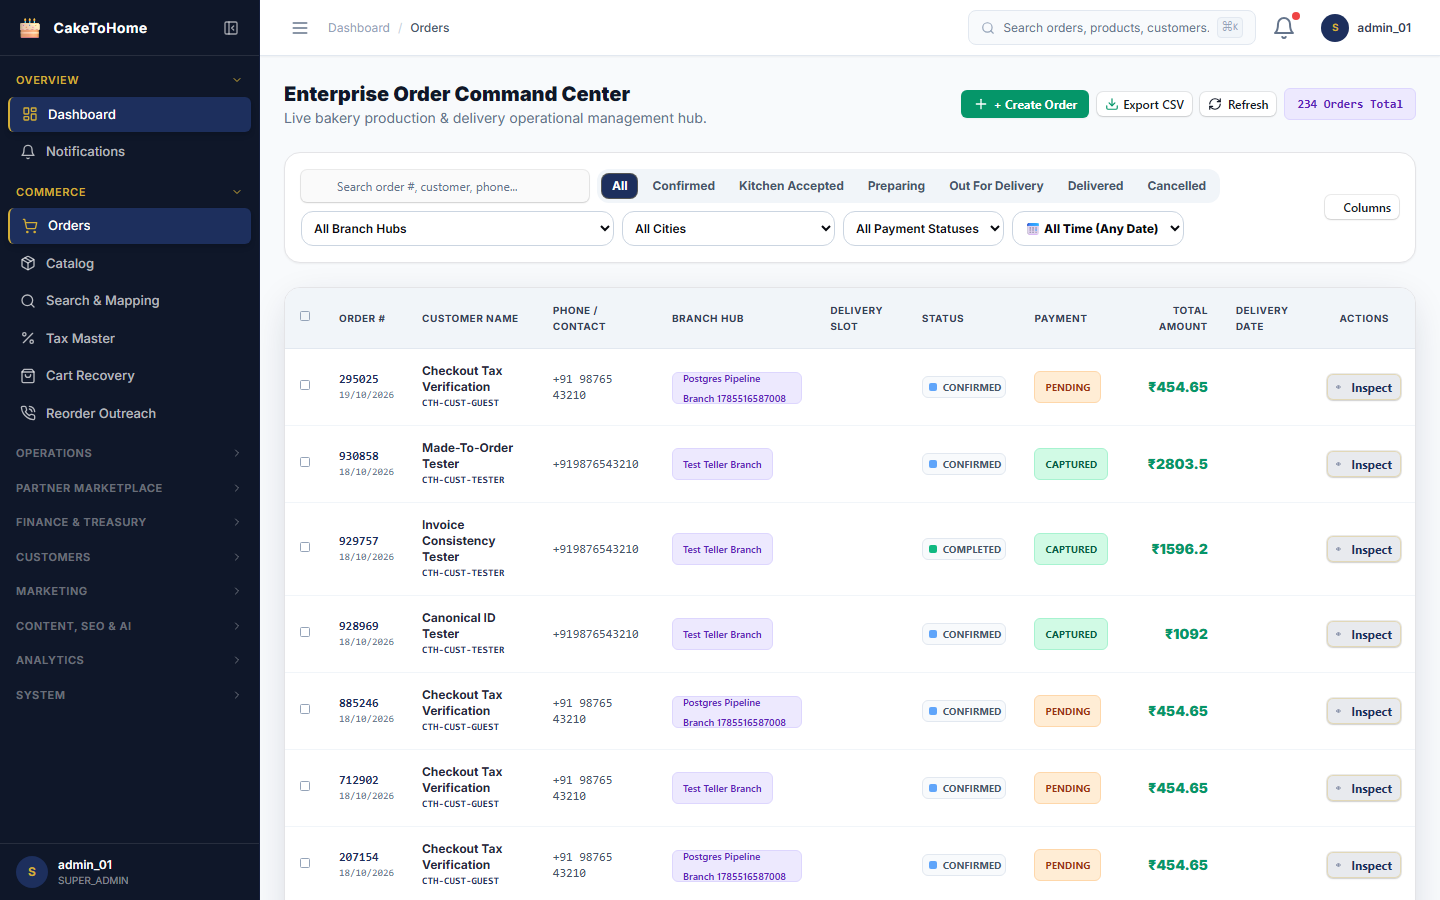 CakeToHome
OVERVIEW
Dashboard
Notifications
COMMERCE
Orders
Catalog
Search & Mapping
Tax Master
Cart Recovery
Reorder Outreach
OPERATIONS
PARTNER MARKETPLACE
FINANCE & TREASURY
CUSTOMERS
MARKETING
CONTENT, SEO & AI
ANALYTICS
SYSTEM
S
admin_01
SUPER_ADMIN
Dashboard / Orders
Search orders, products, customers. ⌘K
S admin_01
Enterprise Order Command Center
Live bakery production & delivery operational management hub.
+ Create Order
Export CSV
Refresh
234 Orders Total
Search order #, customer, phone...
All Confirmed Kitchen Accepted Preparing Out For Delivery Delivered Cancelled
All Branch Hubs
All Cities
All Payment Statuses
All Time (Any Date)
Columns
ORDER # CUSTOMER NAME PHONE / CONTACT BRANCH HUB DELIVERY SLOT STATUS PAYMENT TOTAL AMOUNT DELIVERY DATE ACTIONS
295025
19/10/2026
Checkout Tax
Verification
CTH-CUST-GUEST
+91 98765
43210
Postgres Pipeline
Branch 1785516587008
CONFIRMED
PENDING
₹454.65
Inspect
930858
18/10/2026
Made-To-Order
Tester
CTH-CUST-TESTER
+919876543210
Test Teller Branch
CONFIRMED
CAPTURED
₹2803.5
Inspect
929757
18/10/2026
Invoice
Consistency
Tester
CTH-CUST-TESTER
+919876543210
Test Teller Branch
COMPLETED
CAPTURED
₹1596.2
Inspect
928969
18/10/2026
Canonical ID
Tester
CTH-CUST-TESTER
+919876543210
Test Teller Branch
CONFIRMED
CAPTURED
₹1092
Inspect
885246
18/10/2026
Checkout Tax
Verification
CTH-CUST-GUEST
+91 98765
43210
Postgres Pipeline
Branch 1785516587008
CONFIRMED
PENDING
₹454.65
Inspect
712902
18/10/2026
Checkout Tax
Verification
CTH-CUST-GUEST
+91 98765
43210
Test Teller Branch
CONFIRMED
PENDING
₹454.65
Inspect
207154
18/10/2026
Checkout Tax
Verification
CTH-CUST-GUEST
+91 98765
43210
Postgres Pipeline
Branch 1785516587008
CONFIRMED
PENDING
₹454.65
Inspect